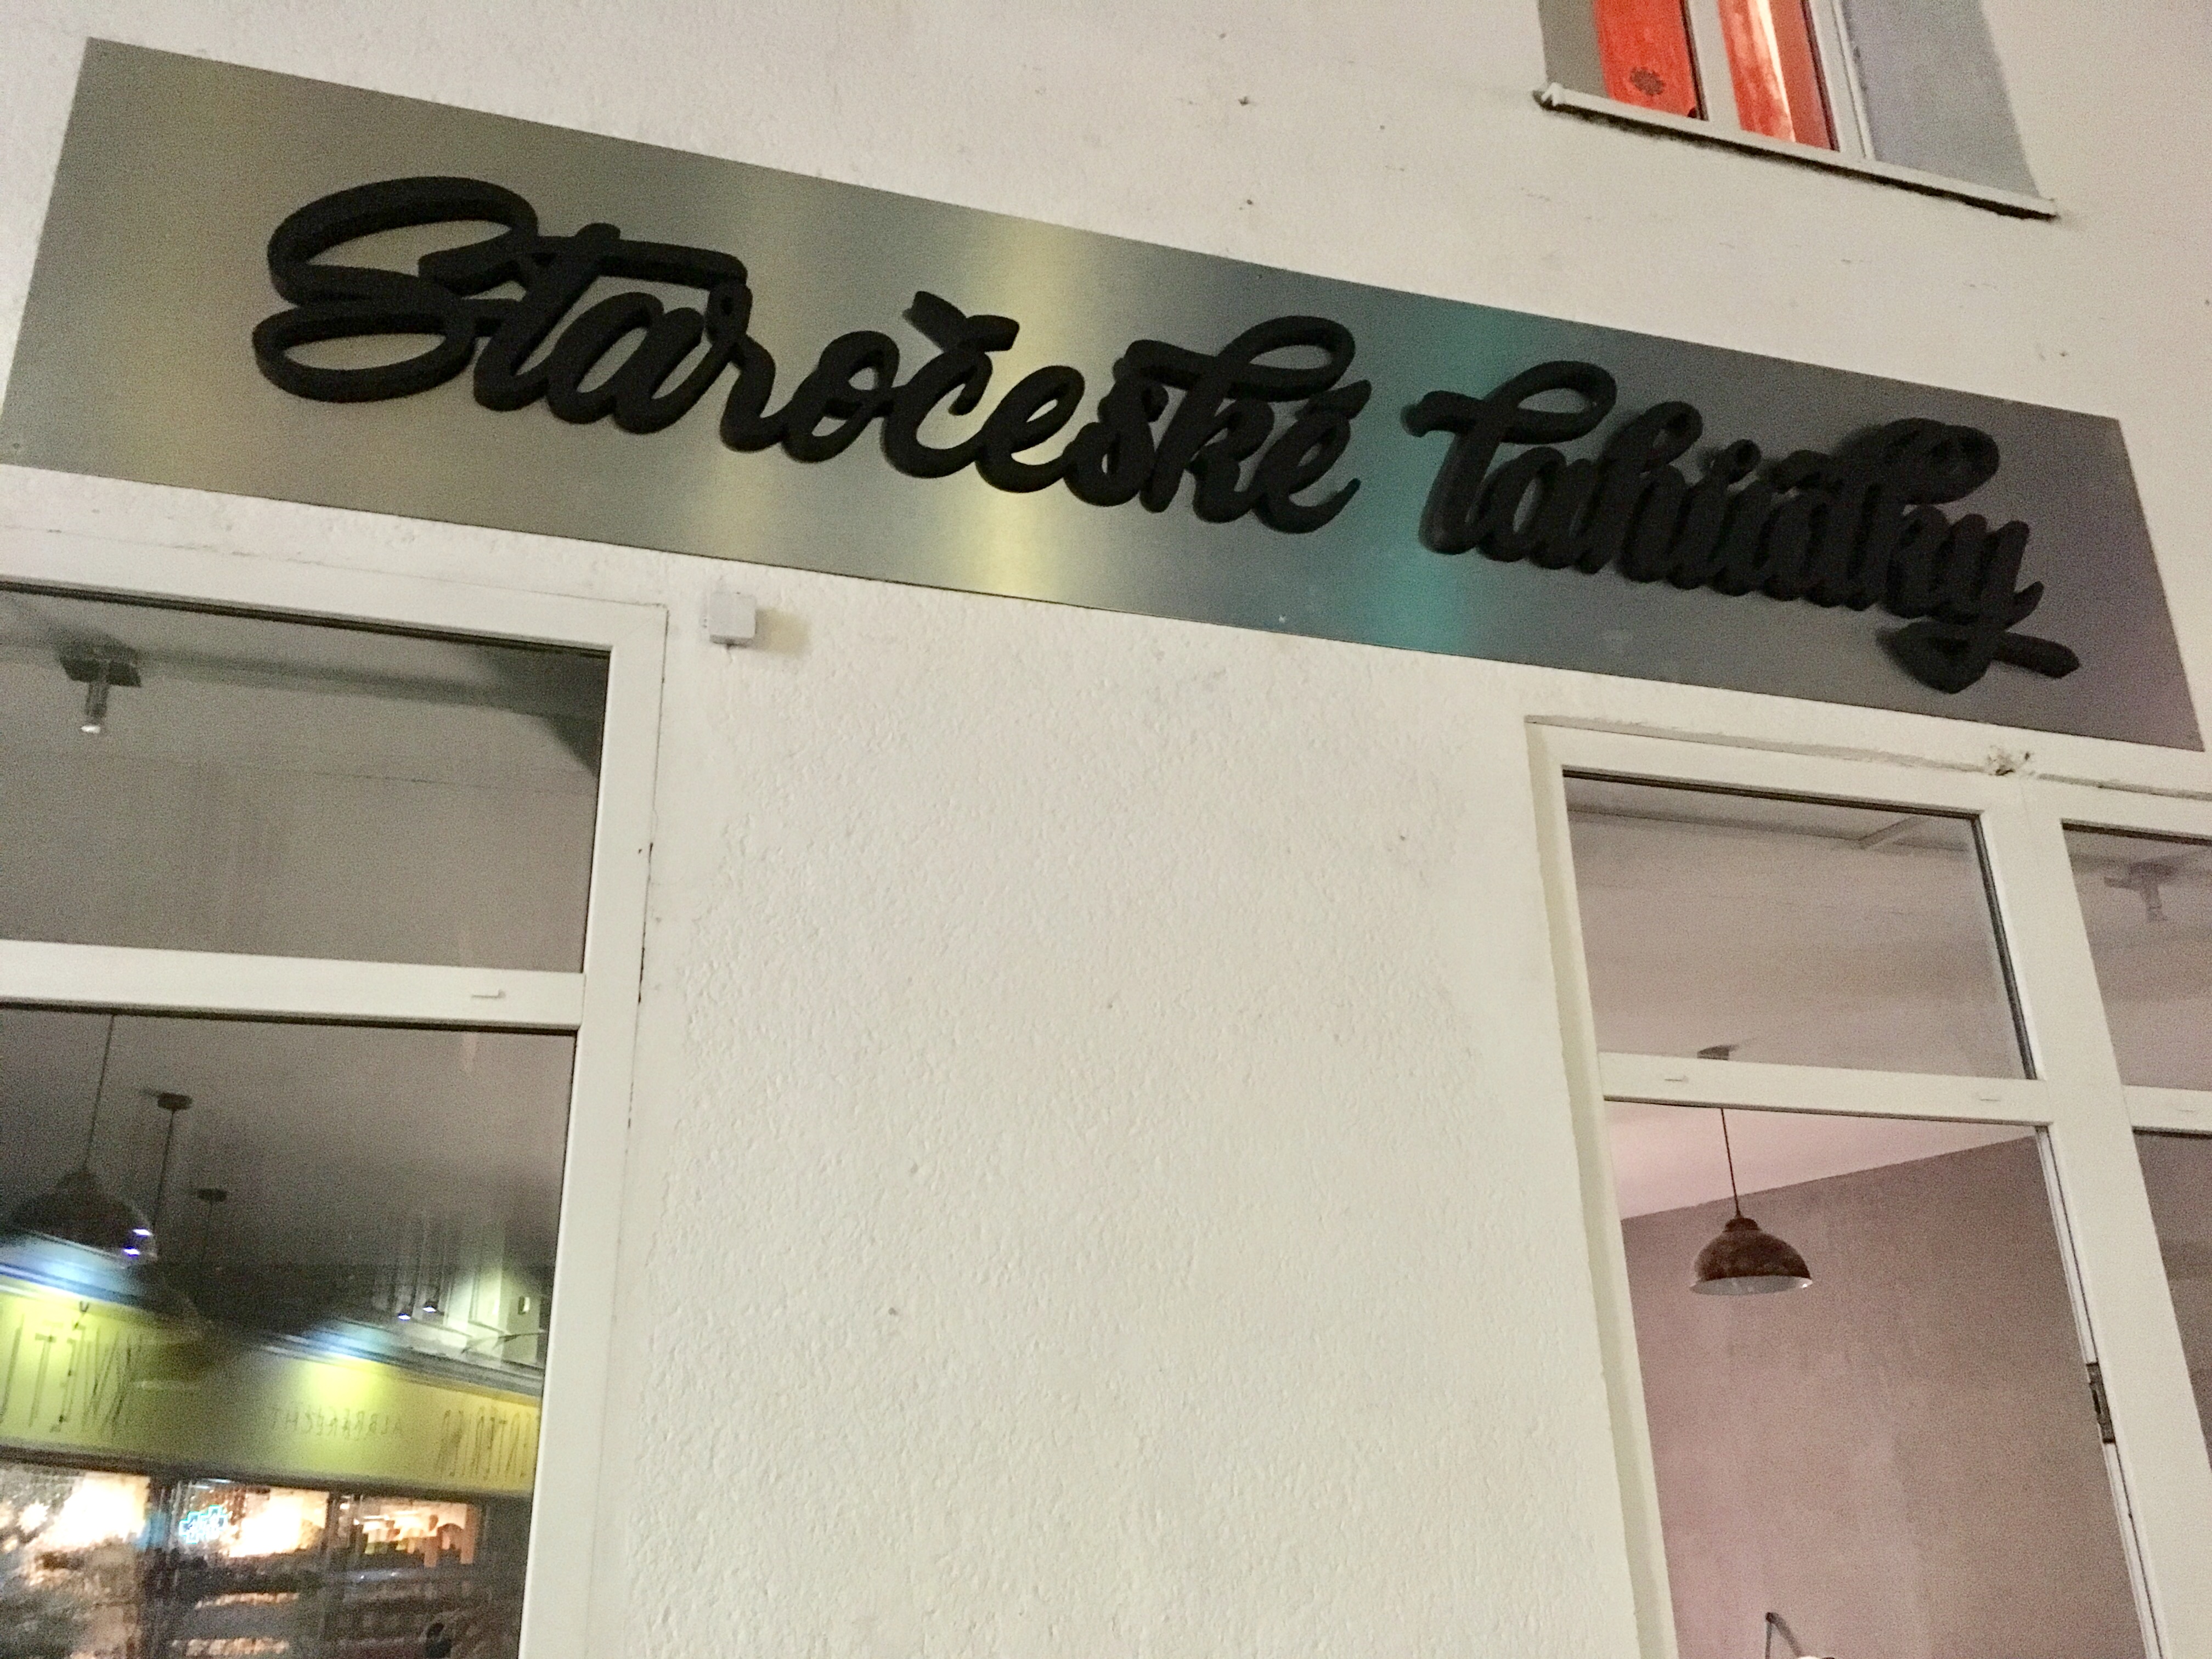 Staročeské lahůdky